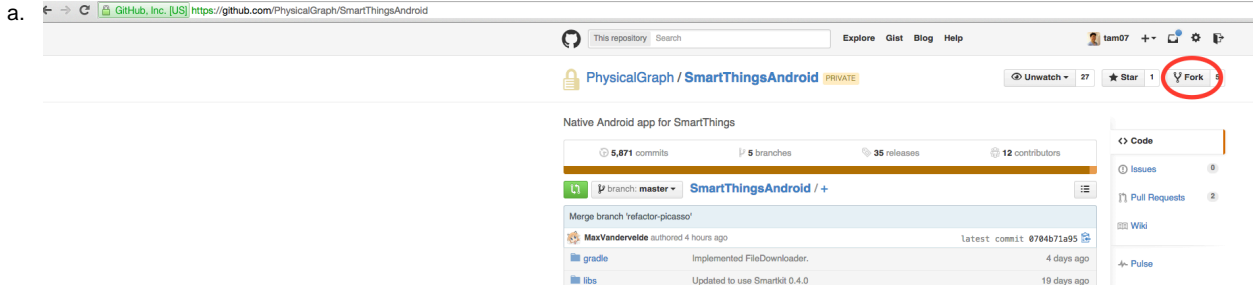 a.
GitHub, Inc. [US] https://github.com/PhysicalGraph/SmartThingsAndroid
This repository Search Explore Gist Blog Help tam07
PhysicalGraph / SmartThingsAndroid PRIVATE Unwatch 27 Star 1 Fork
Native Android app for SmartThings
<> Code
5,871 commits 5 branches 35 releases 12 contributors
Issues 0
branch: master SmartThingsAndroid / +
Pull Requests 2
Merge branch 'refactor-picasso'
Wiki
MaxVandervelde authored 4 hours ago latest commit 0704b71a95
gradle Implemented FileDownloader. 4 days ago
Pulse
libs Updated to use Smartkit 0.4.0 19 days ago